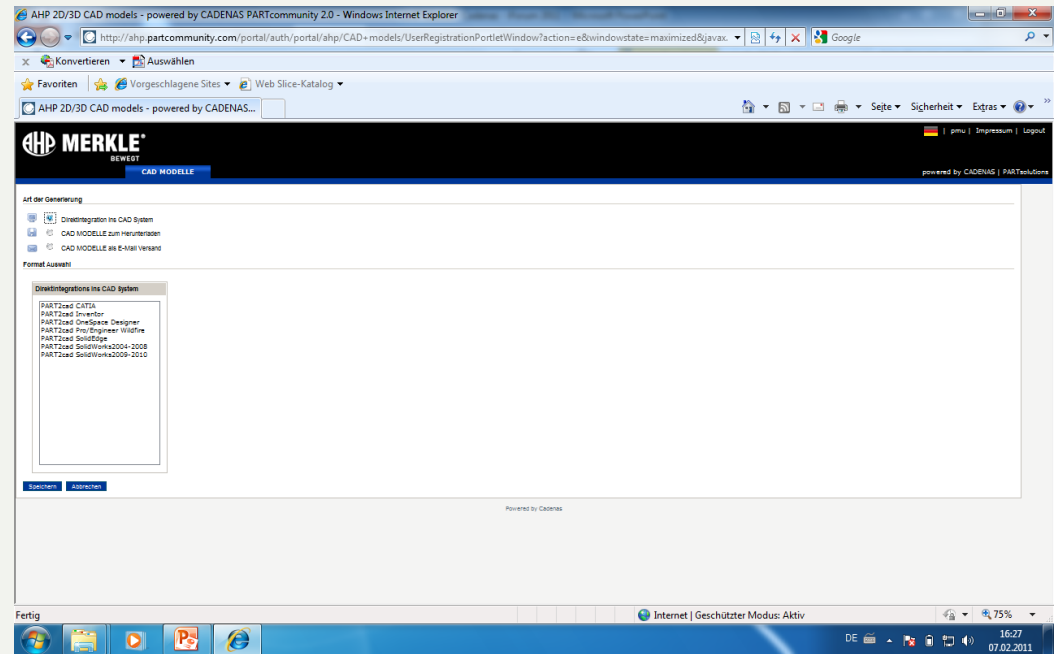 AHP 2D/3D CAD models - powered by CADENAS PARTcommunity 2.0 - Windows Internet Explorer
http://ahp.partcommunity.com/portal/auth/portal/ahp/CAD+models/UserRegistrationPortletWindow?action=e&windowstate=maximized&javax.
Google
x Konvertieren Auswählen
Favoriten Vorgeschlagene Sites Web Slice-Katalog
AHP 2D/3D CAD models - powered by CADENAS... Seite Sicherheit Extras
AHP MERKLE
BEWEGT
| pmu | Impressum | Logout
CAD MODELLE
powered by CADENAS | PARTsolutions
Art der Generierung
Direktintegration ins CAD System
CAD MODELLE zum Herunterladen
CAD MODELLE als E-Mail Versand
Format Auswahl
Direktintegrations ins CAD System
PART2cad CATIA
PART2cad Inventor
PART2cad OneSpace Designer
PART2cad Pro/Engineer Wildfire
PART2cad SolidEdge
PART2cad SolidWorks2004-2008
PART2cad SolidWorks2009-2010
Speichern Abbrechen
Powered by Cadenas
Fertig Internet | Geschützter Modus: Aktiv 75%
DE 16:27
07.02.2011